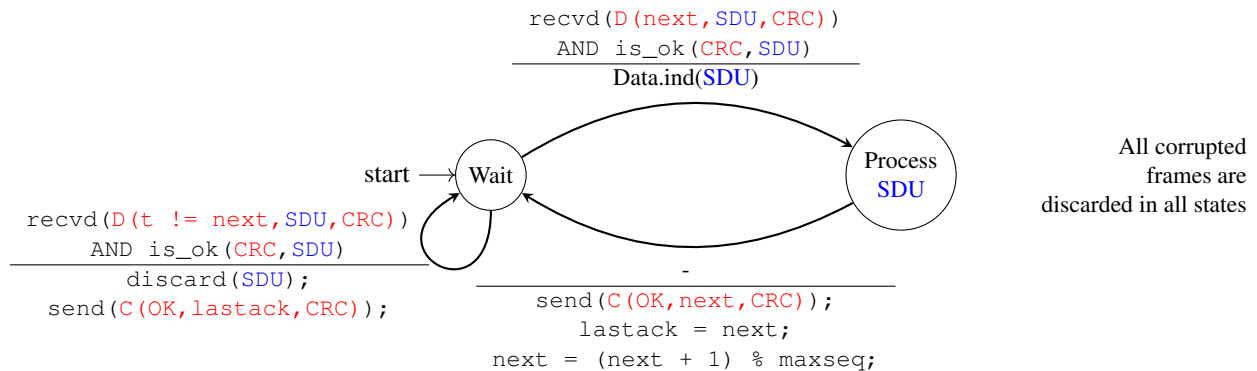 recvd(D(next,SDU,CRC))
AND is_ok(CRC,SDU)
Data.ind(SDU)
start
Wait
Process
SDU
All corrupted
frames are
discarded in all states
recvd(D(t != next,SDU,CRC))
AND is_ok(CRC,SDU)
discard(SDU);
send(C(OK,lastack,CRC));
-
send(C(OK,next,CRC));
lastack = next;
next = (next + 1) % maxseq;